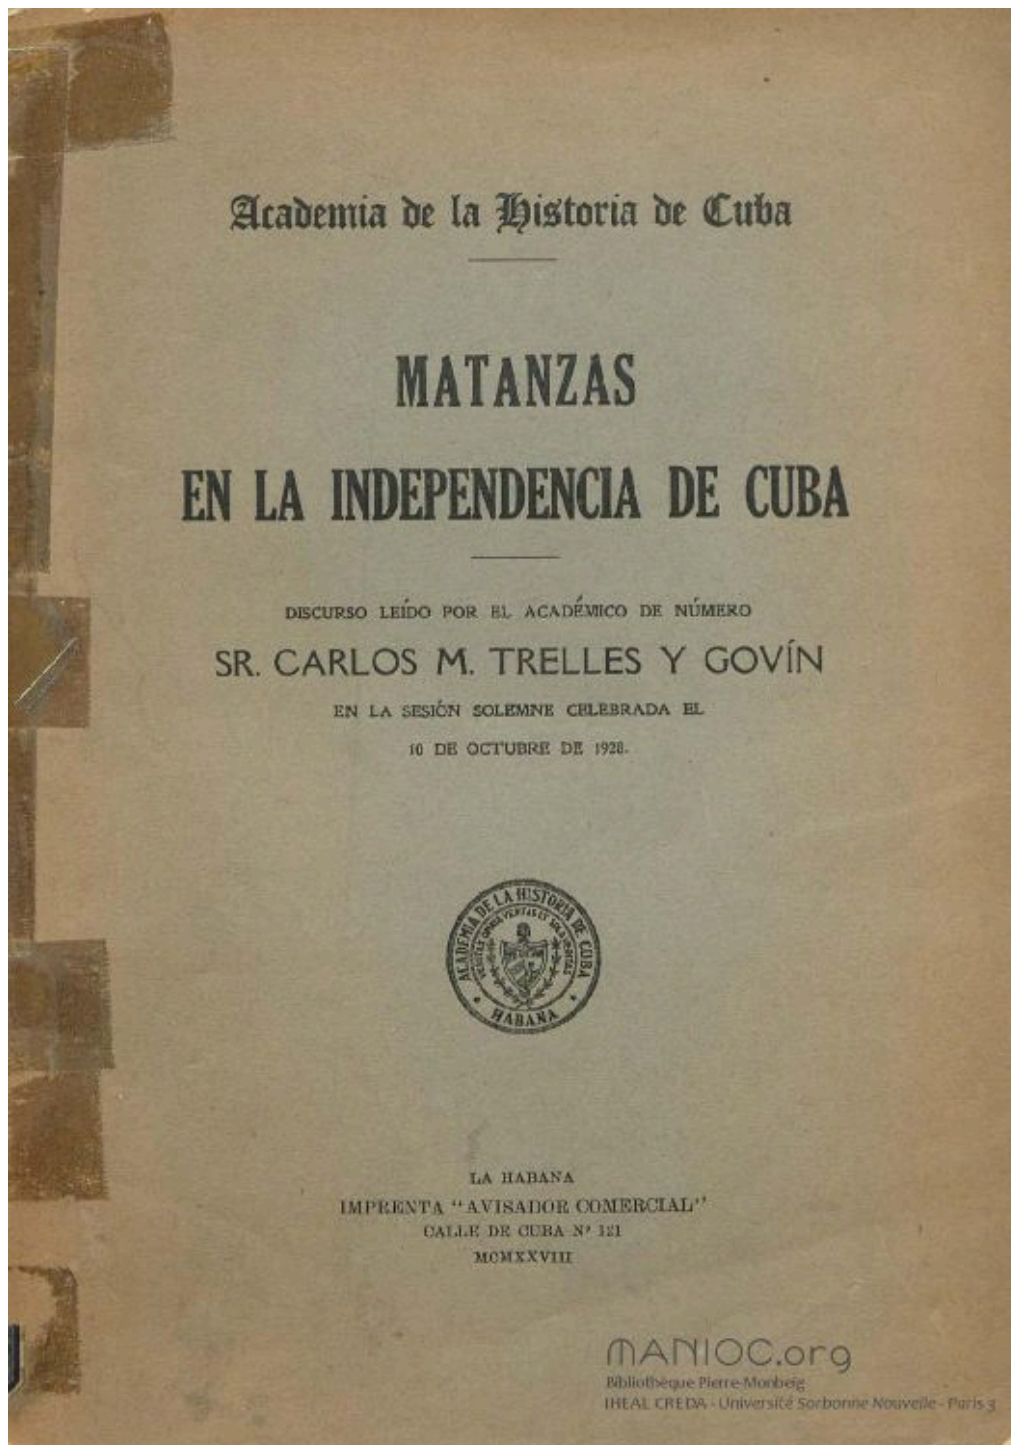 Academia de la Historia de Cuba
MATANZAS
EN LA INDEPENDENCIA DE CUBA
DISCURSO LEÍDO POR EL ACADÉMICO DE NÚMERO
SR. CARLOS M. TRELLES Y GOVÍN
EN LA SESIÓN SOLEMNE CELEBRADA EL
10 DE OCTUBRE DE 1928.
ACADEMIA DE LA HISTORIA DE CUBA
HABANA
LA HABANA
IMPRENTA "AVISADOR COMERCIAL"
CALLE DE CUBA Nº 121
MCMXXVIII
MANIOC.org
Bibliothèque Pierre-Monbeig
IHEAL CREDA - Université Sorbonne Nouvelle - Paris 3